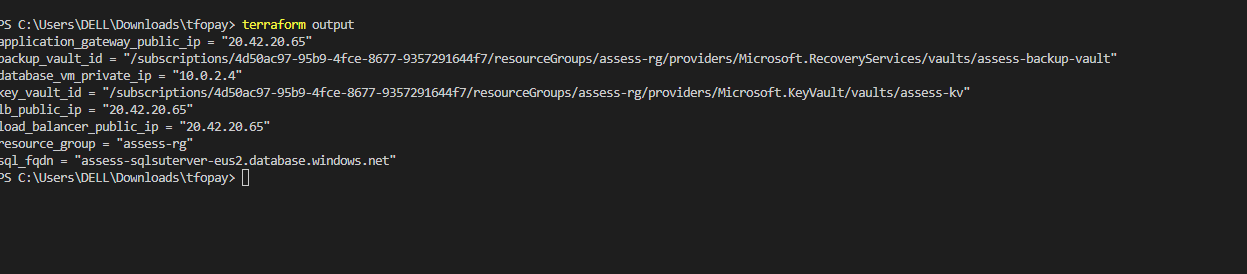 PS C:\Users\DELL\Downloads\tfopay> terraform output
application_gateway_public_ip = "20.42.20.65"
backup_vault_id = "/subscriptions/4d50ac97-95b9-4fce-8677-9357291644f7/resourceGroups/assess-rg/providers/Microsoft.RecoveryServices/vaults/assess-backup-vault"
database_vm_private_ip = "10.0.2.4"
key_vault_id = "/subscriptions/4d50ac97-95b9-4fce-8677-9357291644f7/resourceGroups/assess-rg/providers/Microsoft.KeyVault/vaults/assess-kv"
lb_public_ip = "20.42.20.65"
load_balancer_public_ip = "20.42.20.65"
resource_group = "assess-rg"
sql_fqdn = "assess-sqlsuterver-eus2.database.windows.net"
PS C:\Users\DELL\Downloads\tfopay>